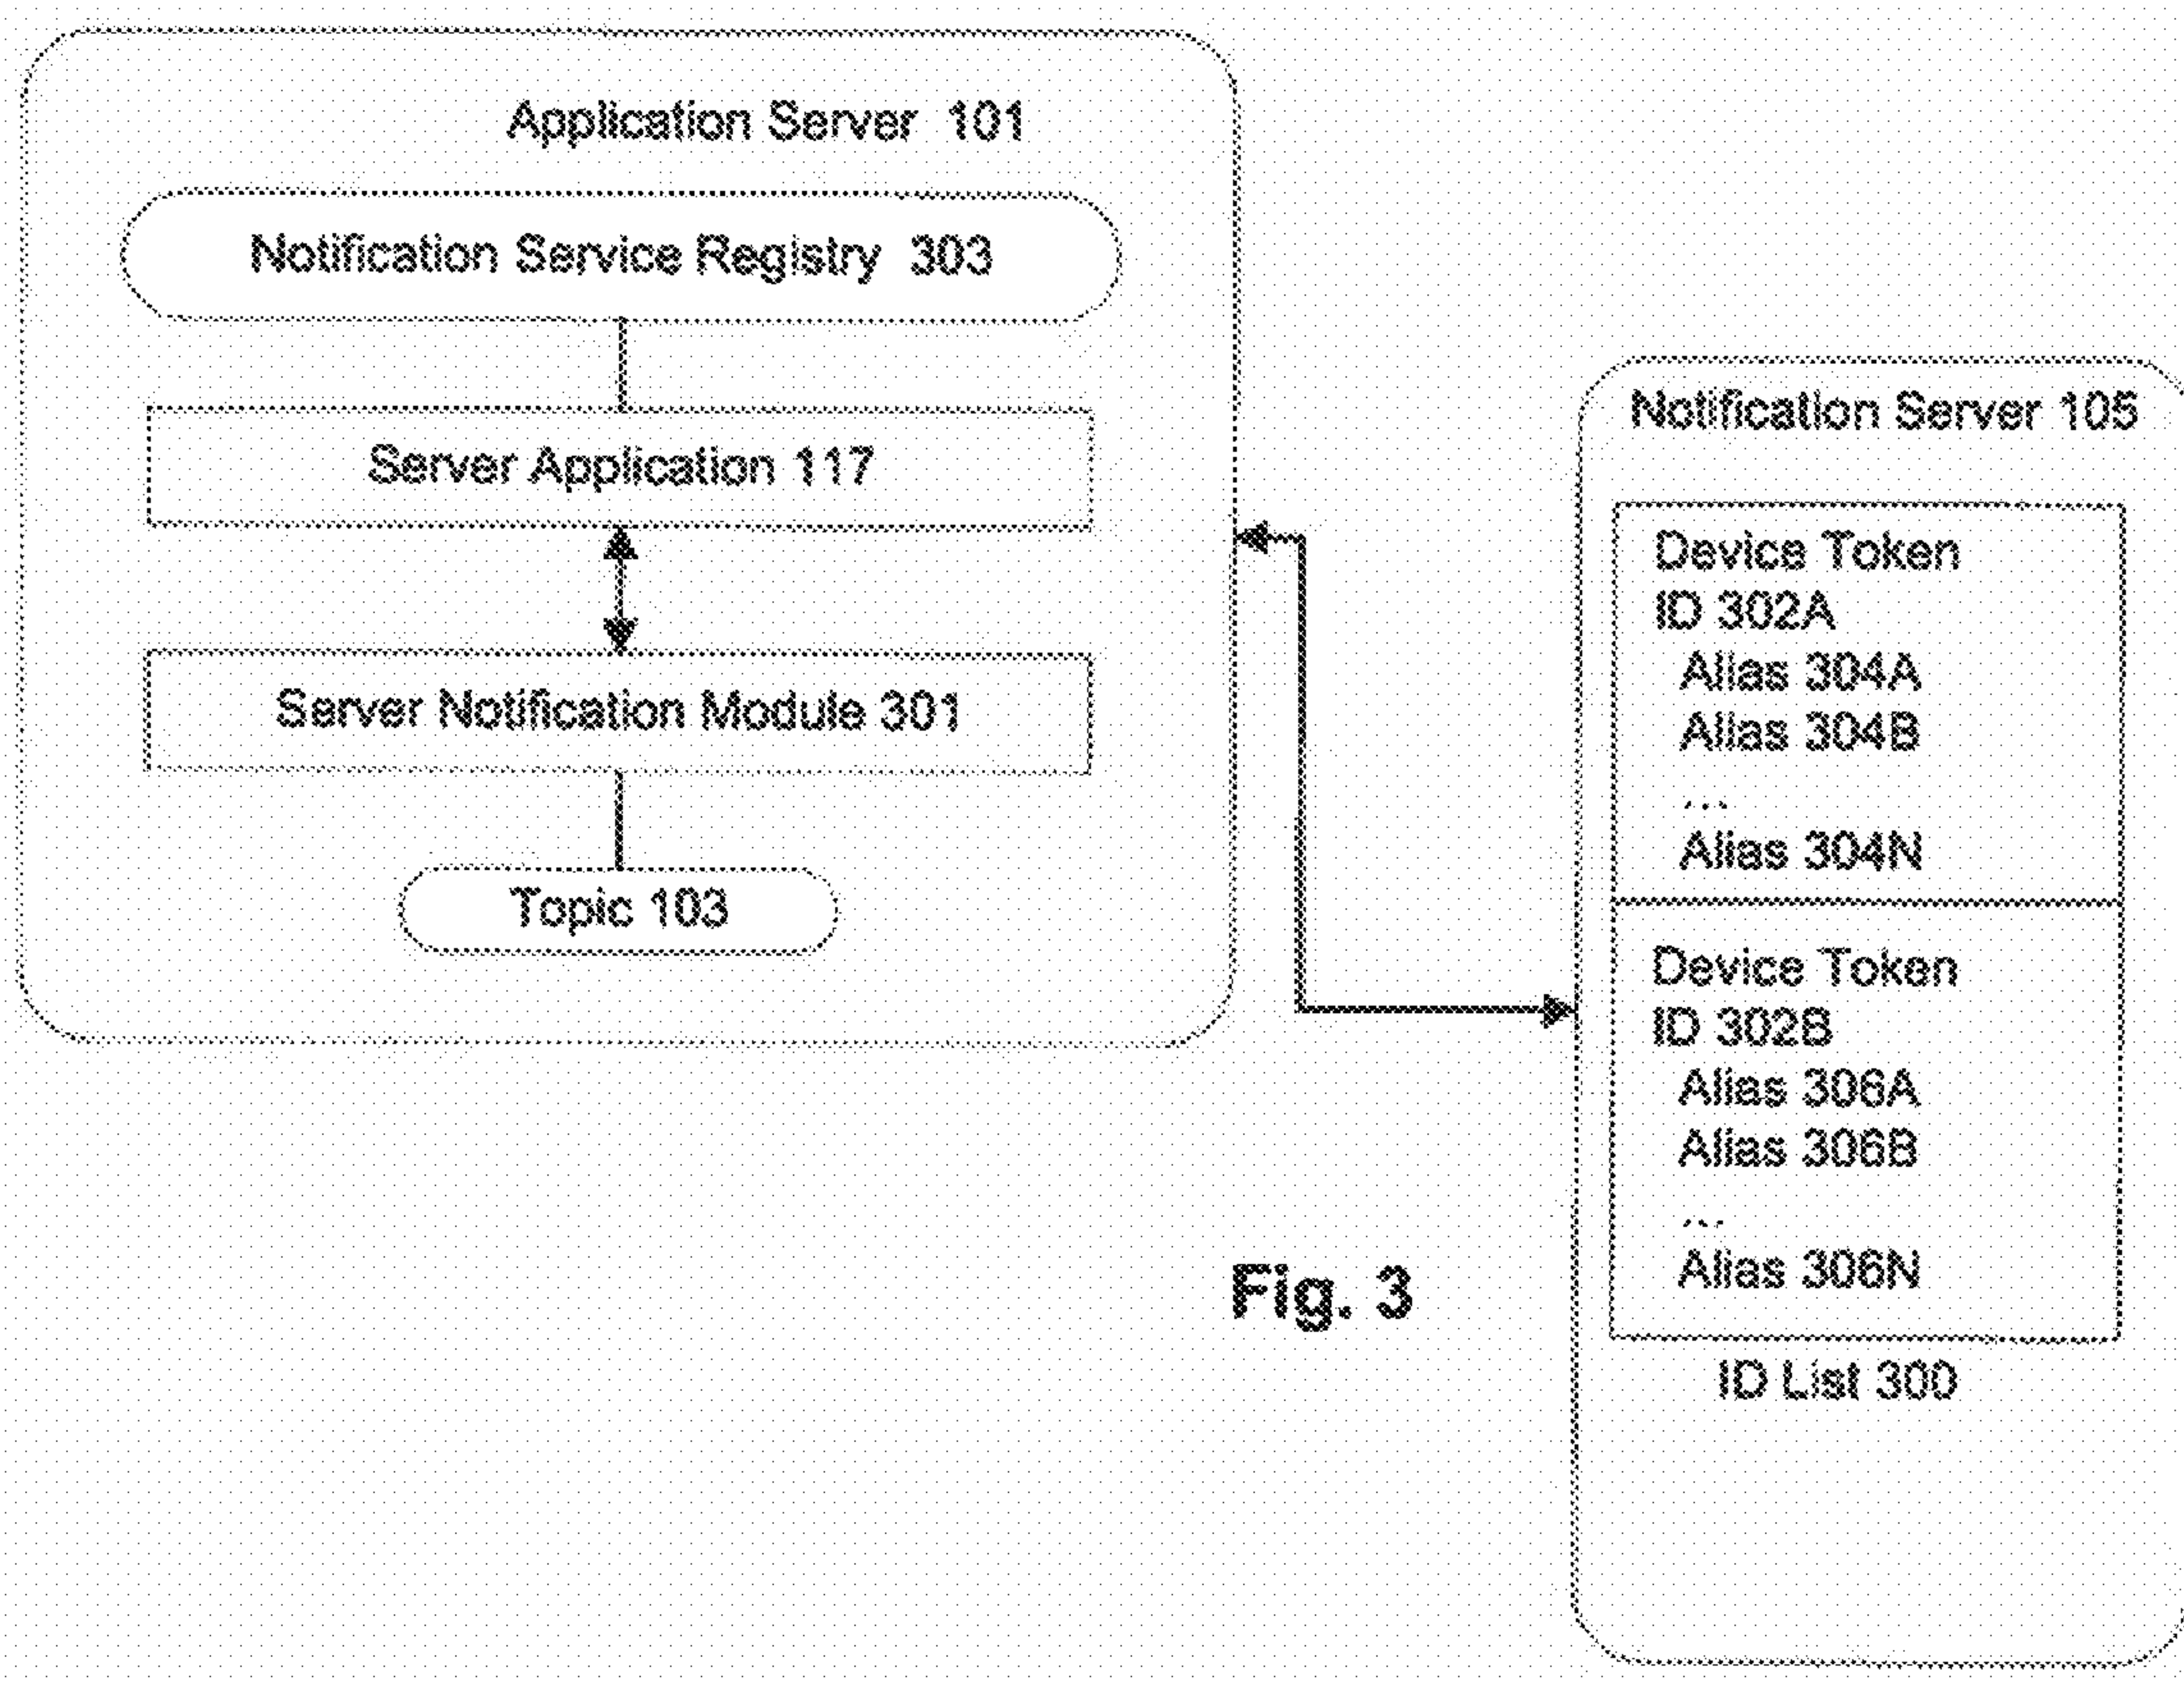 Application Server 101
Notification Service Registry 303
Server Application 117
Server Notification Module 301
Topic 103
Notification Server 105
Device Token
ID 302A
Alias 304A
Alias 304B
...
Alias 304N
Device Token
ID 302B
Alias 306A
Alias 306B
...
Alias 306N
ID List 300
Fig. 3